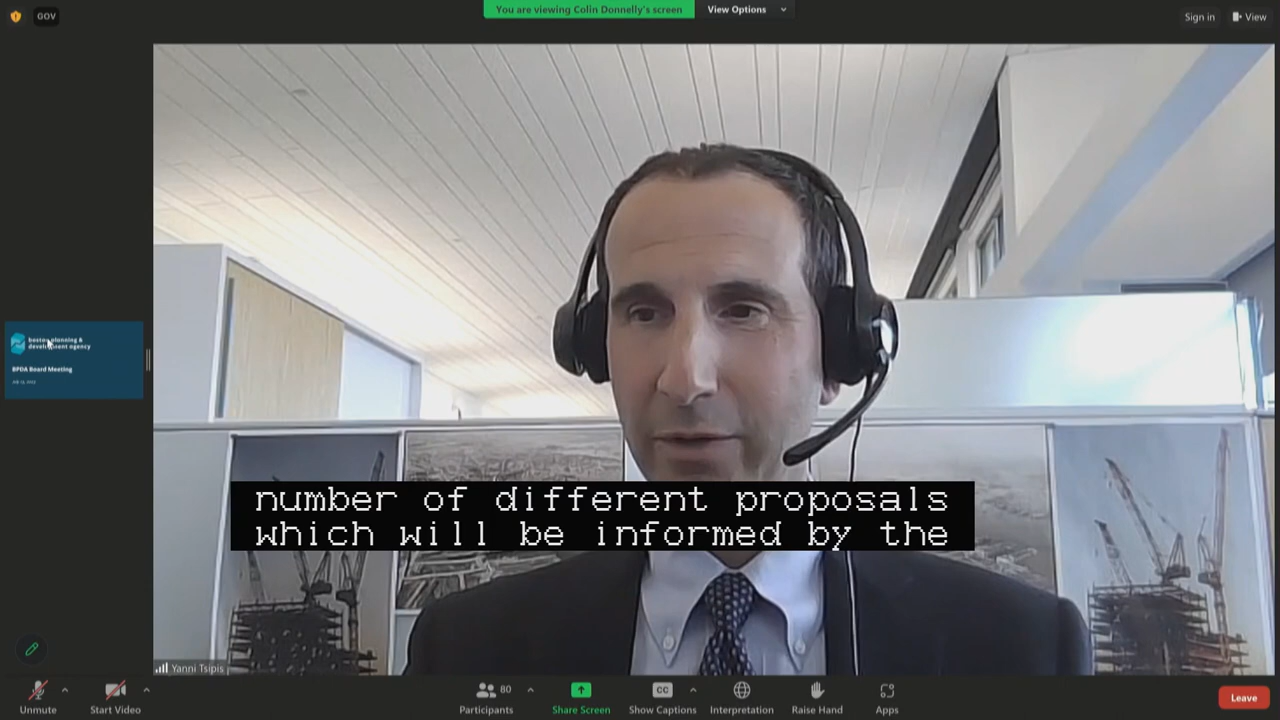 GOV
You are viewing Colin Donnelly's screen
View Options
Sign in
View
boston planning &
development agency
BPDA Board Meeting
number of different proposals
which will be informed by the
Yanni Tsipis
Unmute
Start Video
80
Participants
Share Screen
CC
Show Captions
Interpretation
Raise Hand
Apps
Leave